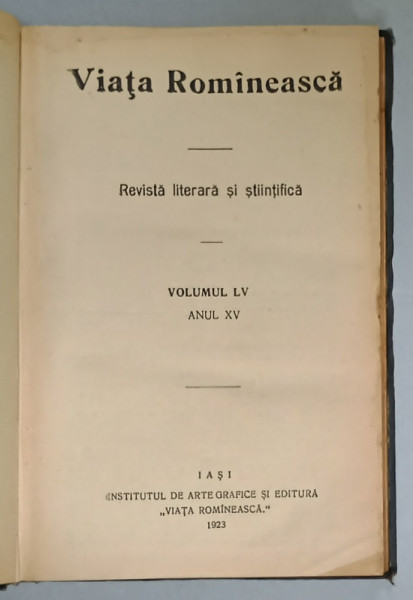 Viaţa Romînească
Revistă literară şi ştiinţifică
VOLUMUL LV
ANUL XV
IAŞI
INSTITUTUL DE ARTE GRAFICE ŞI EDITURĂ
„VIAŢA ROMÎNEASCĂ.“
1923